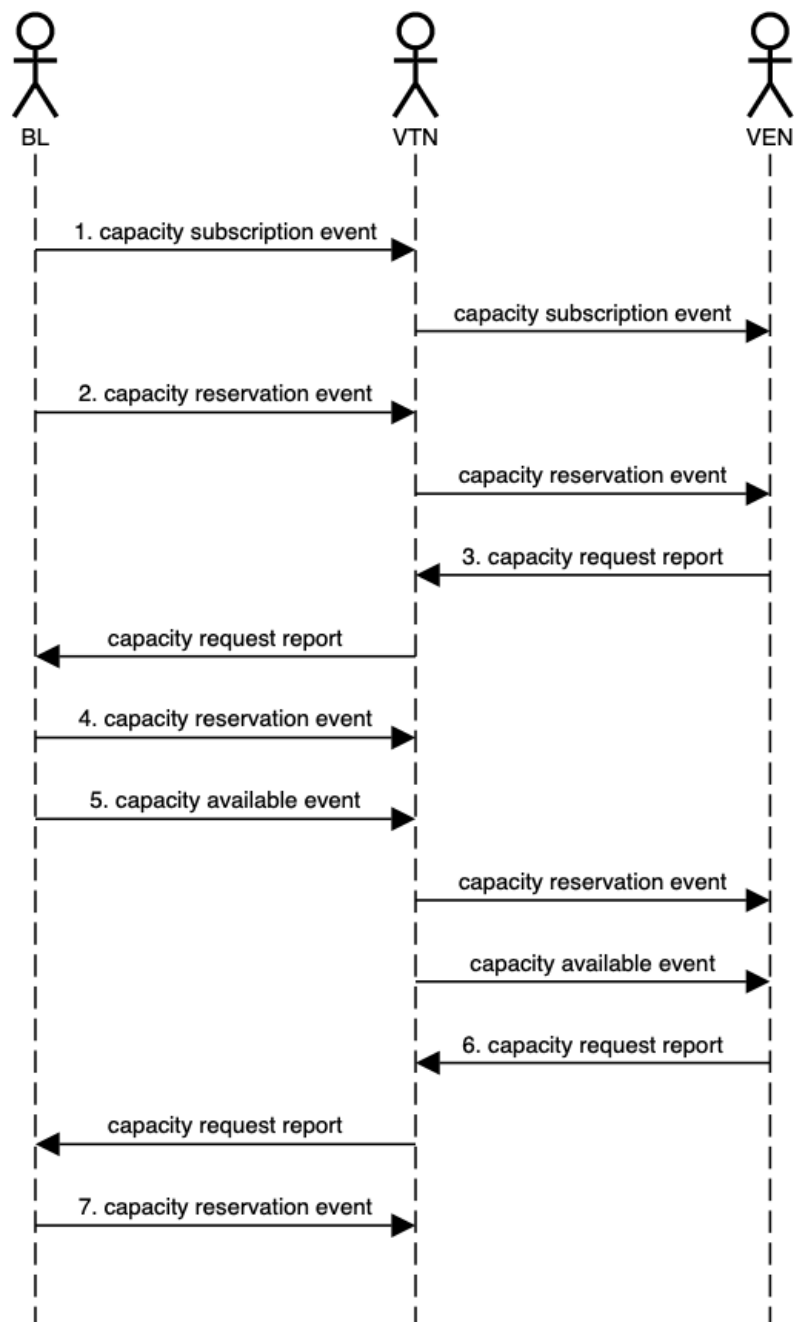 BL
VTN
VEN
1. capacity subscription event
capacity subscription event
2. capacity reservation event
capacity reservation event
3. capacity request report
capacity request report
4. capacity reservation event
5. capacity available event
capacity reservation event
capacity available event
6. capacity request report
capacity request report
7. capacity reservation event